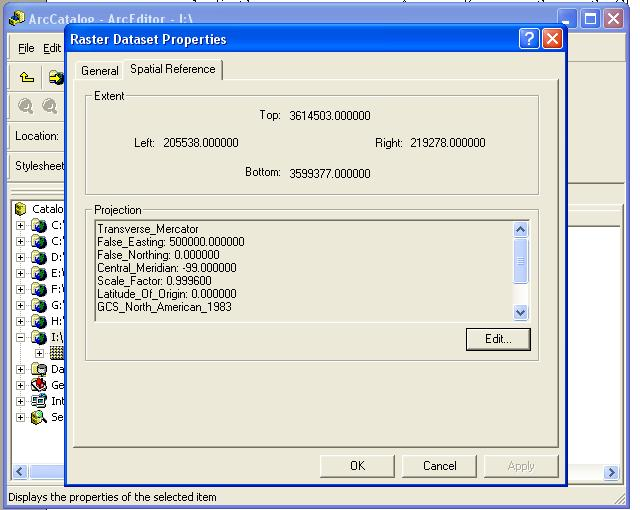 ArcCatalog - ArcEditor - I:\
Raster Dataset Properties
File Edit
General Spatial Reference
Extent
Top: 3614503.000000
Location:
Left: 205538.000000 Right: 219278.000000
Stylesheet
Bottom: 3599377.000000
Catalo
Projection
C:
C:
D:
E:\
F:\
G:
H:
I:\
Da
Ge
Int
Se
Transverse_Mercator
False_Easting: 500000.000000
False_Northing: 0.000000
Central_Meridian: -99.000000
Scale_Factor: 0.999600
Latitude_Of_Origin: 0.000000
GCS_North_American_1983
Edit...
OK Cancel Apply
Displays the properties of the selected item